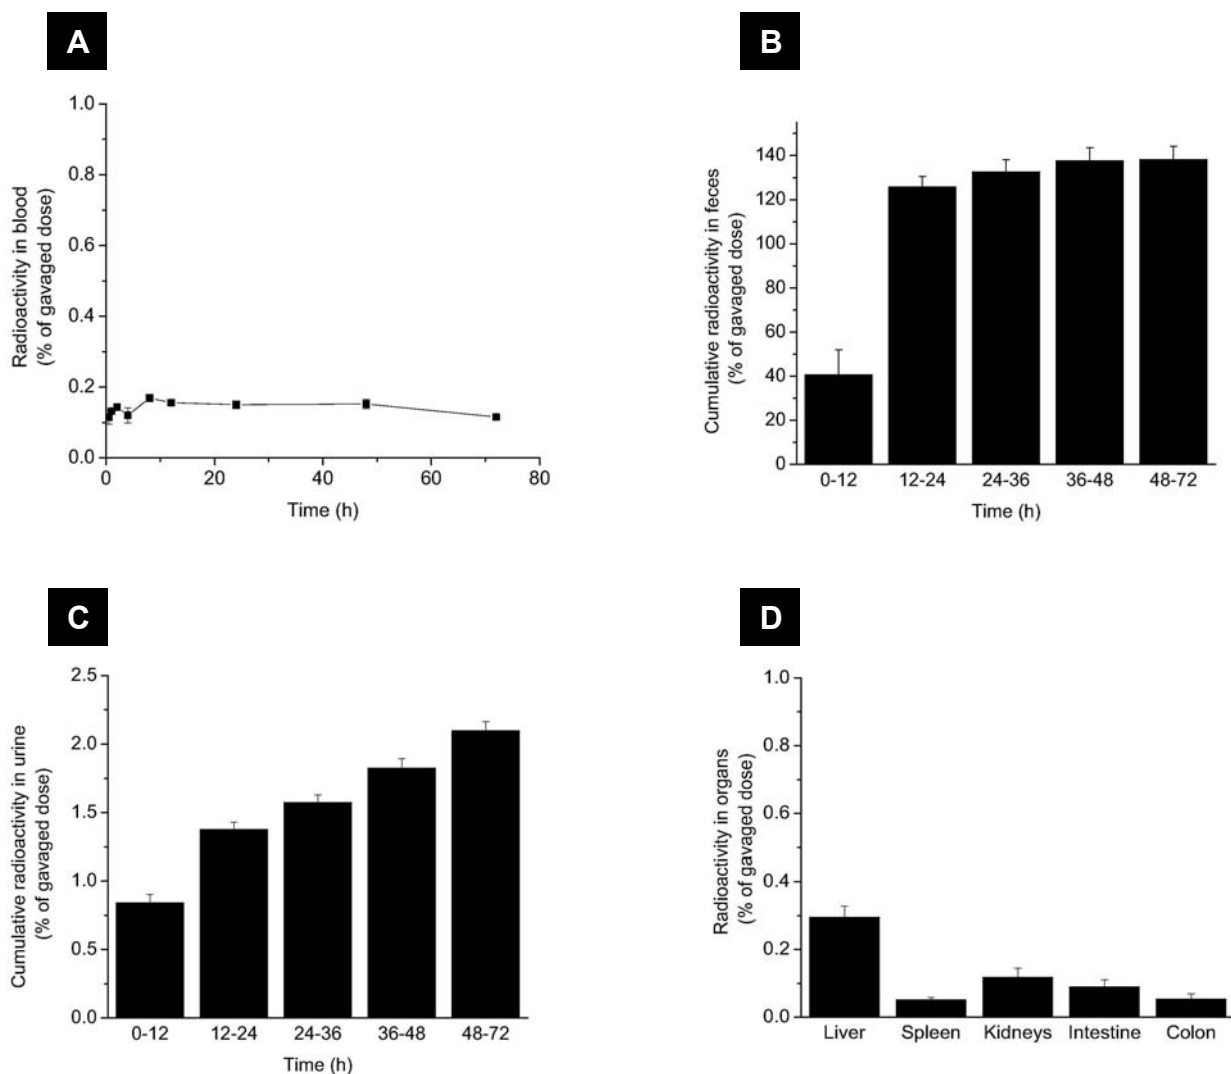 A
Radioactivity in blood
(% of gavaged dose)
1.0
0.8
0.6
0.4
0.2
0.0
0
20
40
60
80
Time (h)
B
Cumulative radioactivity in feces
(% of gavaged dose)
140
120
100
80
60
40
20
0
0-12
12-24
24-36
36-48
48-72
Time (h)
C
Cumulative radioactivity in urine
(% of gavaged dose)
2.5
2.0
1.5
1.0
0.5
0.0
0-12
12-24
24-36
36-48
48-72
Time (h)
D
Radioactivity in organs
(% of gavaged dose)
1.0
0.8
0.6
0.4
0.2
0.0
Liver
Spleen
Kidneys
Intestine
Colon